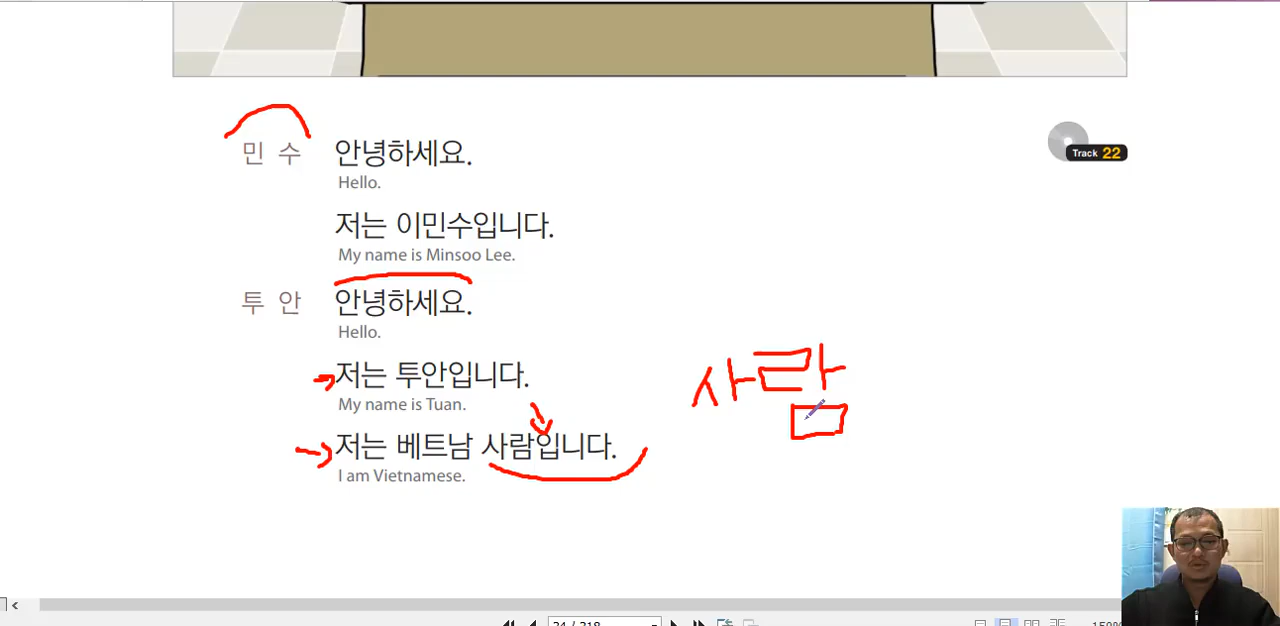 민 수 안녕하세요.
Hello.
Track 22
저는 이민수입니다.
My name is Minsoo Lee.
투 안 안녕하세요.
Hello.
저는 투안입니다.
My name is Tuan.
사람
저는 베트남 사람입니다.
I am Vietnamese.